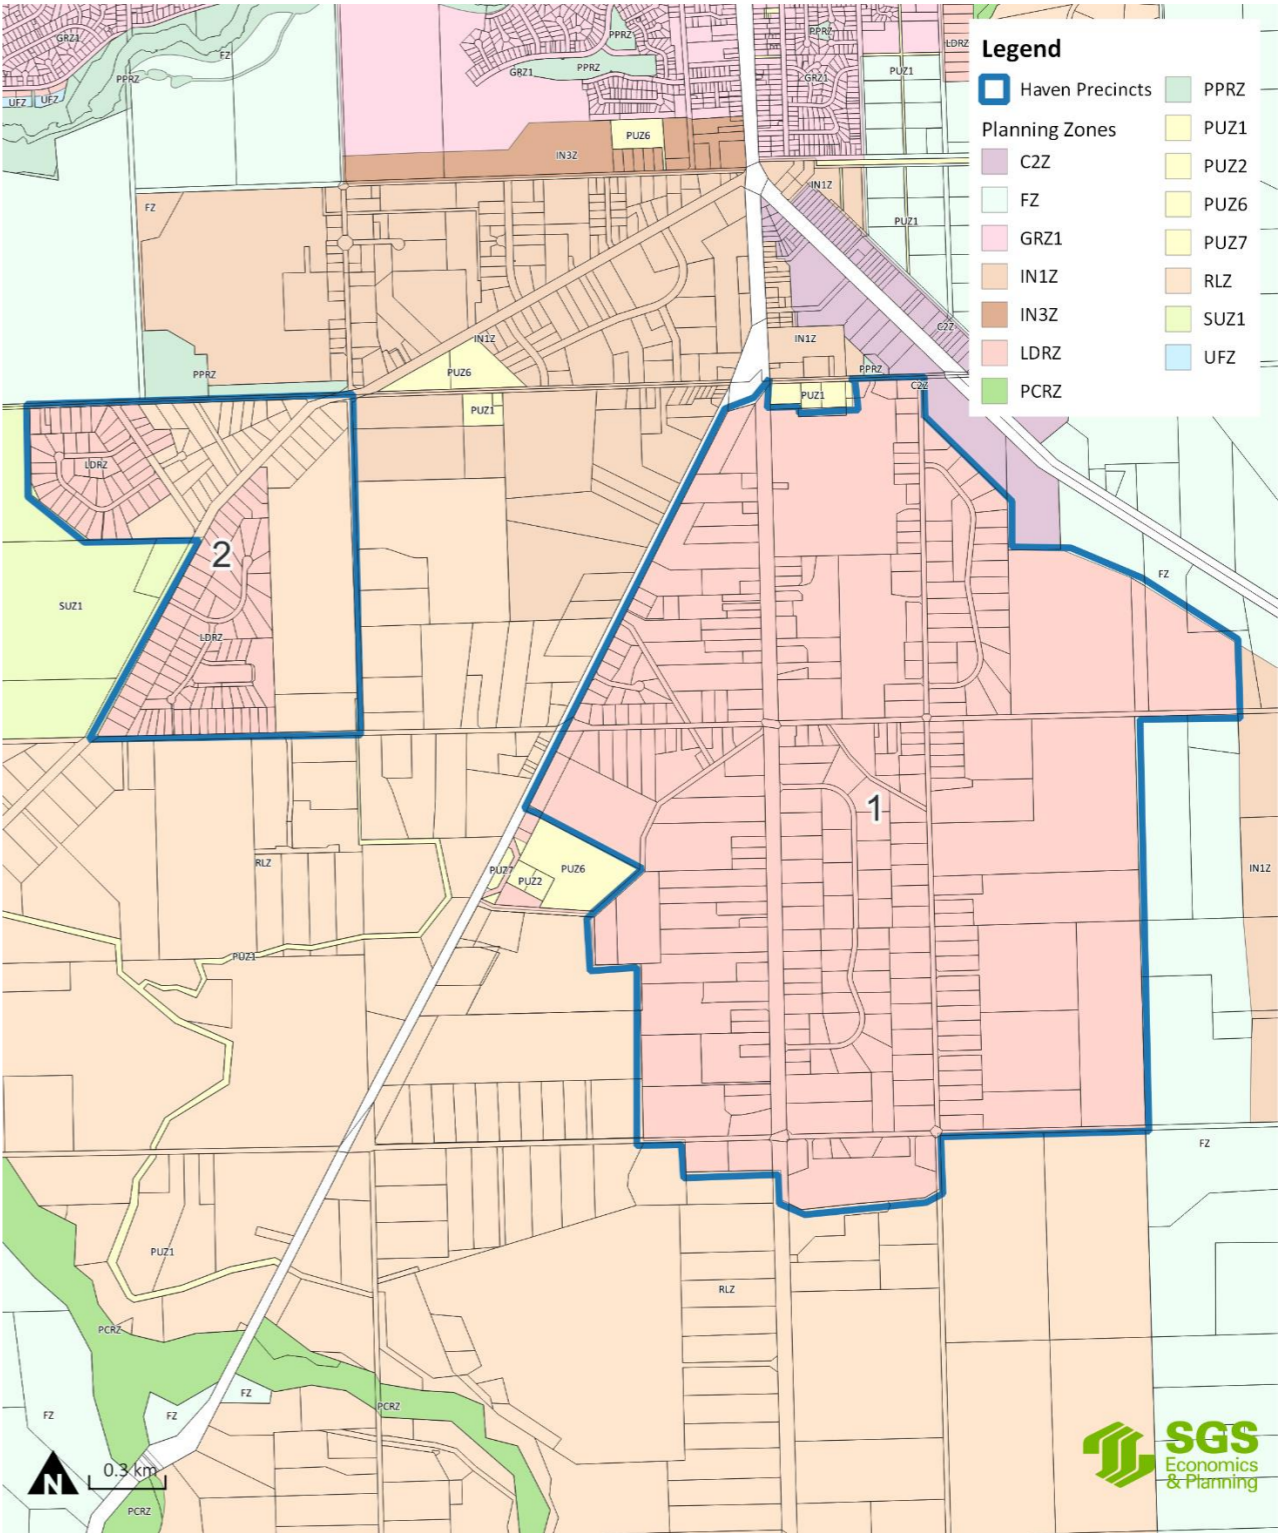 GRZ1
FZ
PPRZ
UFZ
UFZ
PPRZ
GRZ1
PPRZ
PPRZ
GRZ1
PUZ1
LDRZ
PUZ6
IN3Z
IN1Z
FZ
PUZ1
C2Z
IN1Z
IN1Z
PPRZ
PUZ6
PPRZ
C2Z
PUZ1
PUZ1
Legend
Haven Precincts
Planning Zones
C2Z
FZ
GRZ1
IN1Z
IN3Z
LDRZ
PCRZ
PPRZ
PUZ1
PUZ2
PUZ6
PUZ7
RLZ
SUZ1
UFZ
LDRZ
2
SUZ1
LDRZ
FZ
1
RLZ
PUZ7
PUZ2
PUZ6
IN1Z
PUZ1
FZ
PUZ1
RLZ
PCRZ
FZ
PCRZ
FZ
FZ
N
0.3 km
PCRZ
SGS
Economics
& Planning